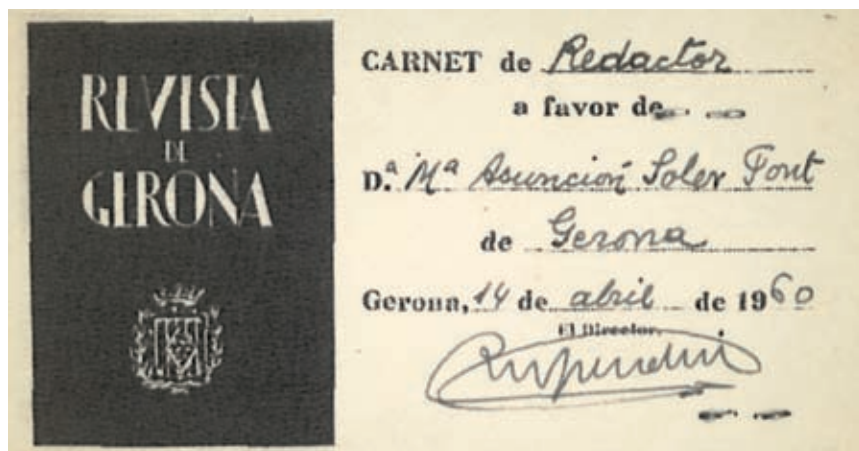 REVISTA
DE
GERONA
CARNET de Redactor
a favor de
D.ª Mª Asunción Soler Font
de Gerona
Gerona, 14 de abril de 1960
El Director,